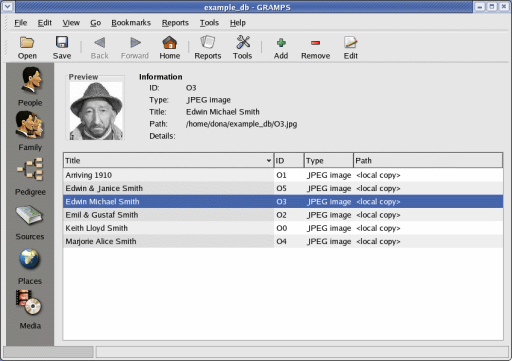 example_db - GRAMPS
File Edit View Go Bookmarks Reports Tools Help
Open Save Back Forward Home Reports Tools Add Remove Edit
People
Family
Pedigree
Sources
Places
Media
Preview
Information
ID: O3
Type: JPEG image
Title: Edwin Michael Smith
Path: /home/dona/example_db/O3.jpg
Details:
Title ID Type Path
Arriving 1910 O1 JPEG image <local copy>
Edwin & Janice Smith O5 JPEG image <local copy>
Edwin Michael Smith O3 JPEG image <local copy>
Emil & Gustaf Smith O2 JPEG image <local copy>
Keith Lloyd Smith O0 JPEG image <local copy>
Marjorie Alice Smith O4 JPEG image <local copy>